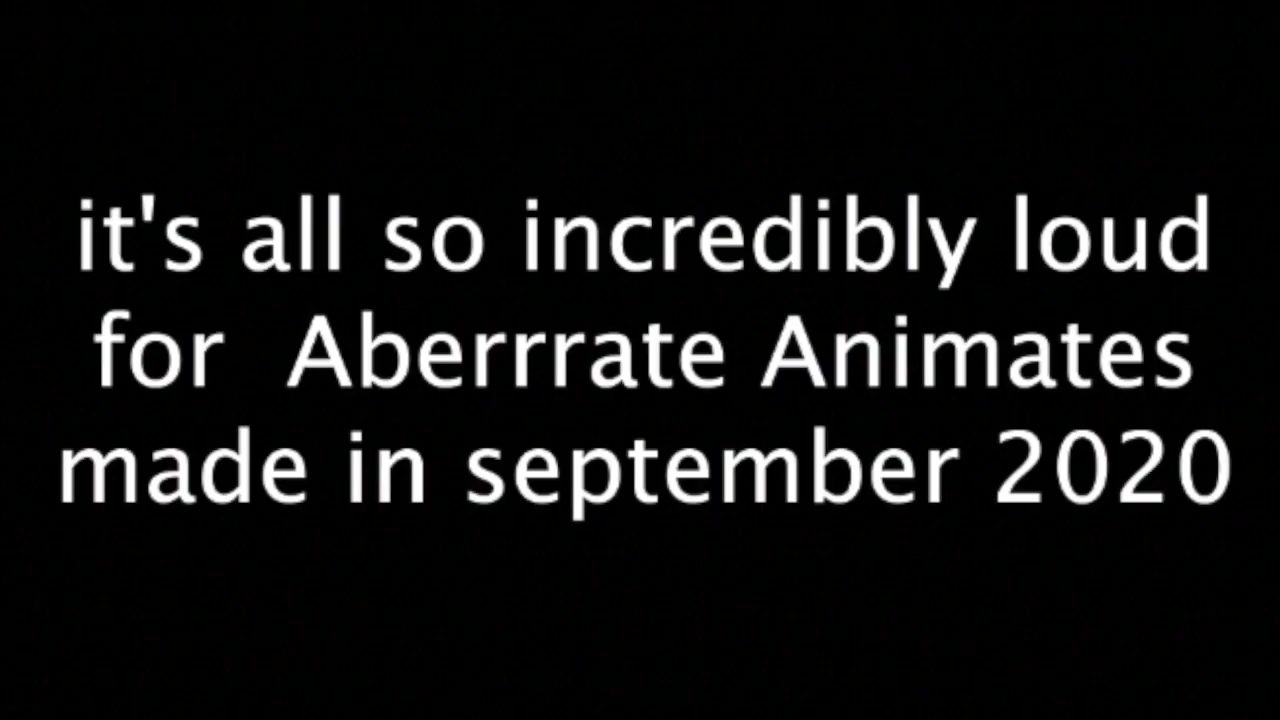 it's all so incredibly loud
for  Aberrrate Animates
made in september 2020